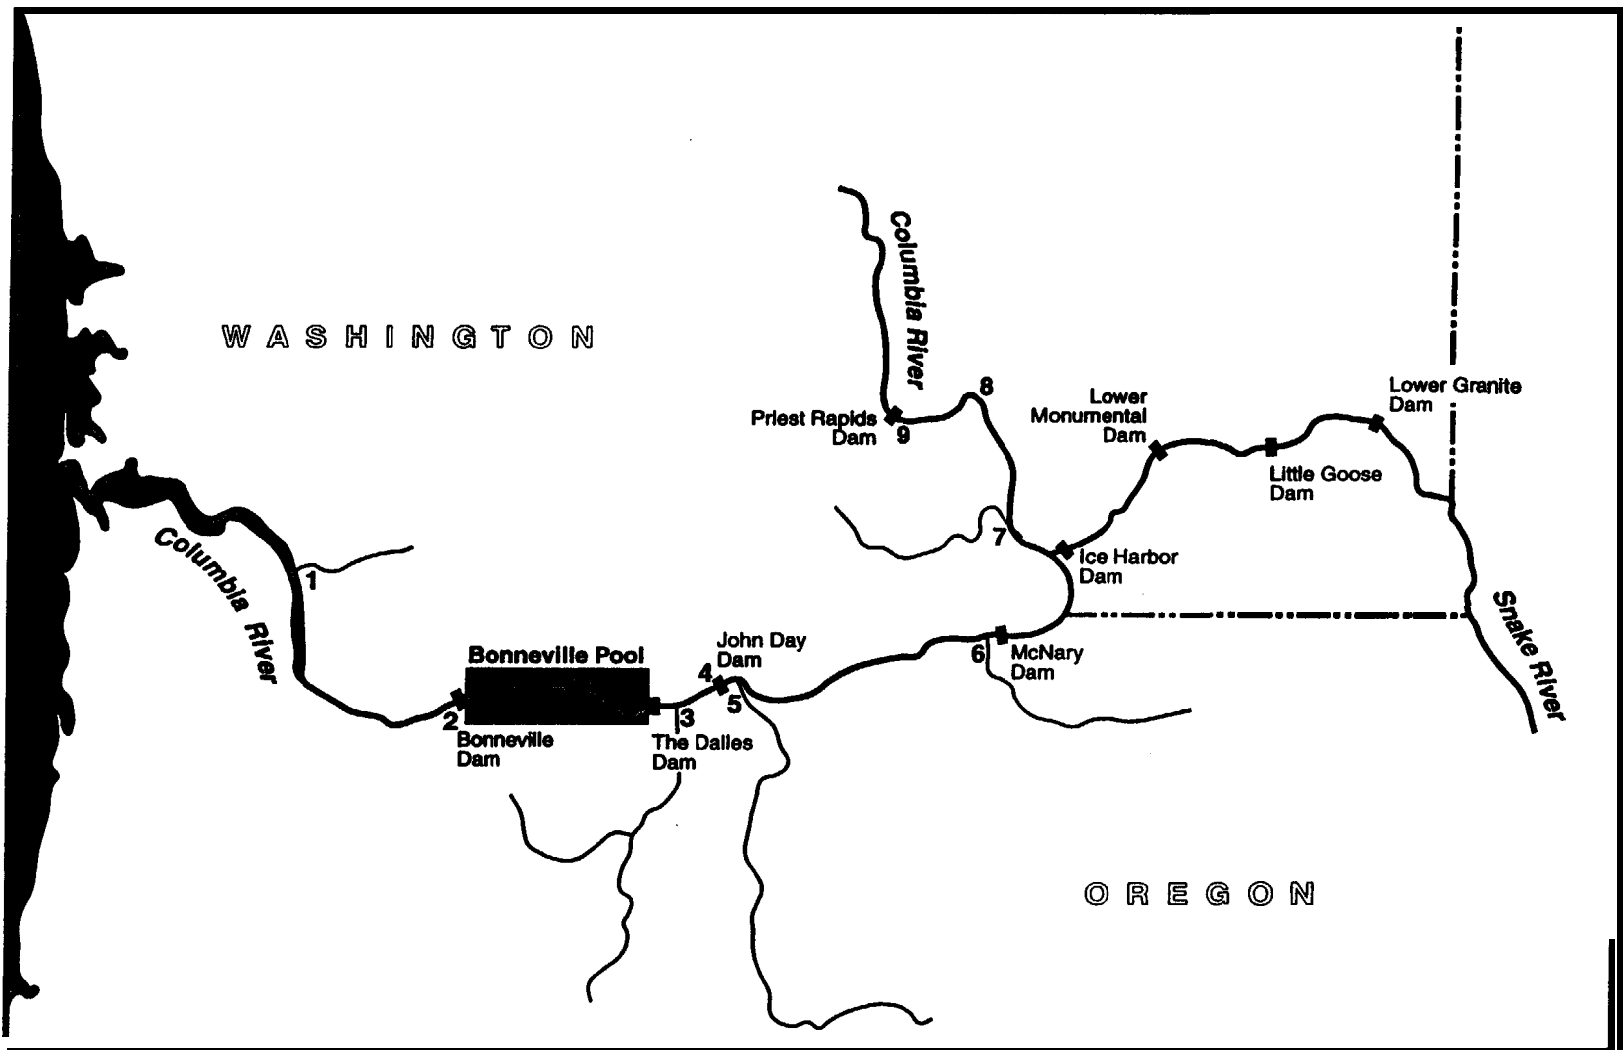 Columbia River
WASHINGTON
8
Priest Rapids
Dam
9
Lower
Monumental
Dam
Lower Granite
Dam
Little Goose
Dam
7
Ice Harbor
Dam
Columbia River
1
Snake River
Bonneville Pool
John Day
Dam
4
5
6
McNary
Dam
2
Bonneville
Dam
3
The Dalles
Dam
OREGON